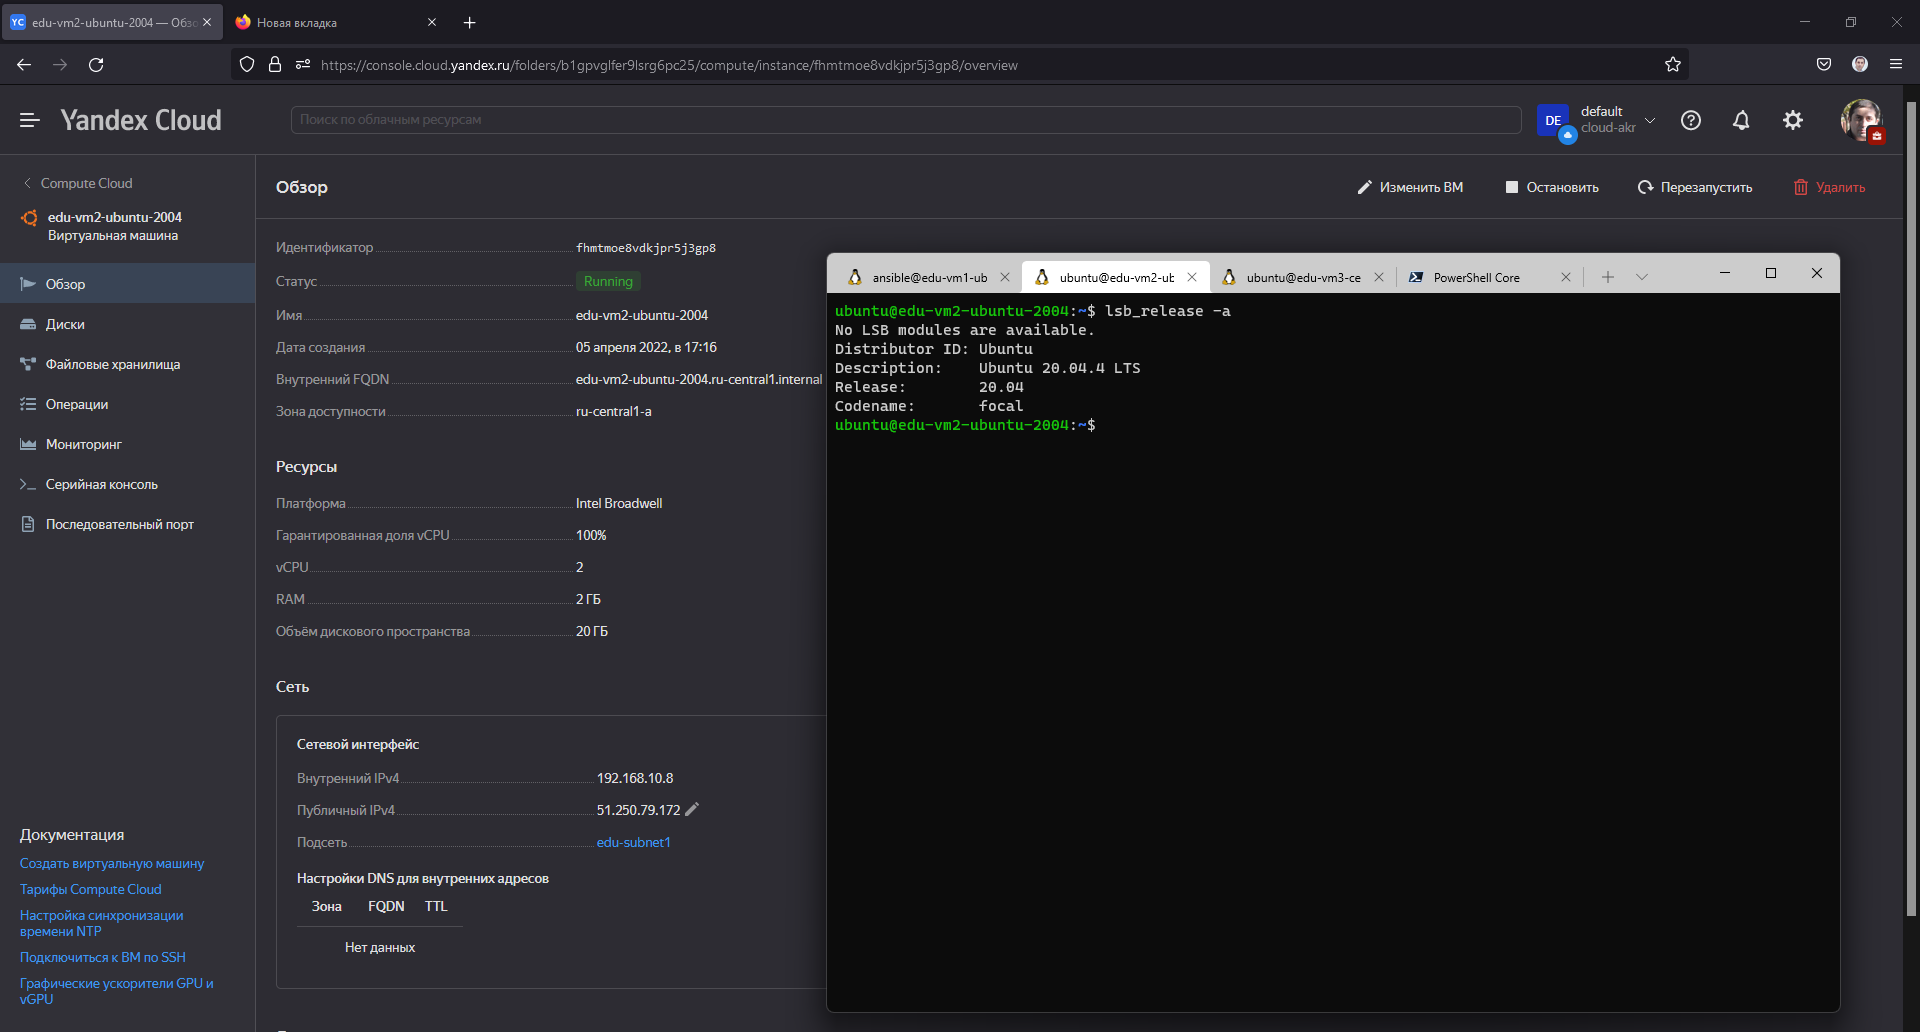 edu-vm2-ubuntu-2004 — Обзо
Новая вкладка
https://console.cloud.yandex.ru/folders/b1gpvglfer9lsrg6pc25/compute/instance/fhmtmoe8vdkjpr5j3gp8/overview
Yandex Cloud
Поиск по облачным ресурсам
DE
default
cloud-akr
Compute Cloud
edu-vm2-ubuntu-2004
Виртуальная машина
Обзор
Диски
Файловые хранилища
Операции
Мониторинг
Серийная консоль
Последовательный порт
Документация
Создать виртуальную машину
Тарифы Compute Cloud
Настройка синхронизации
времени NTP
Подключиться к ВМ по SSH
Графические ускорители GPU и
vGPU
Обзор
Изменить ВМ
Остановить
Перезапустить
Удалить
Идентификатор fhmtmoe8vdkjpr5j3gp8
Статус Running
Имя edu-vm2-ubuntu-2004
Дата создания 05 апреля 2022, в 17:16
Внутренний FQDN edu-vm2-ubuntu-2004.ru-central1.internal
Зона доступности ru-central1-a
Ресурсы
Платформа Intel Broadwell
Гарантированная доля vCPU 100%
vCPU 2
RAM 2 ГБ
Объём дискового пространства 20 ГБ
Сеть
Сетевой интерфейс
Внутренний IPv4 192.168.10.8
Публичный IPv4 51.250.79.172
Подсеть edu-subnet1
Настройки DNS для внутренних адресов
Зона FQDN TTL
Нет данных
ansible@edu-vm1-ub
ubuntu@edu-vm2-ub
ubuntu@edu-vm3-ce
PowerShell Core
ubuntu@edu-vm2-ubuntu-2004:~$ lsb_release -a
No LSB modules are available.
Distributor ID: Ubuntu
Description: Ubuntu 20.04.4 LTS
Release: 20.04
Codename: focal
ubuntu@edu-vm2-ubuntu-2004:~$